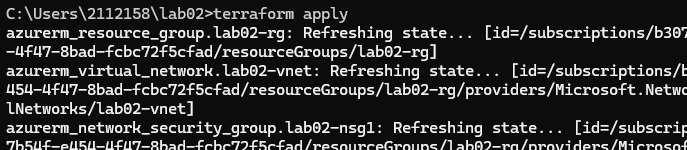 C:\Users\2112158\lab02>terraform apply
azurerm_resource_group.lab02-rg: Refreshing state... [id=/subscriptions/b307
-4f47-8bad-fcbc72f5cfad/resourceGroups/lab02-rg]
azurerm_virtual_network.lab02-vnet: Refreshing state... [id=/subscriptions/b
454-4f47-8bad-fcbc72f5cfad/resourceGroups/lab02-rg/providers/Microsoft.Netwo
lNetworks/lab02-vnet]
azurerm_network_security_group.lab02-nsg1: Refreshing state... [id=/subscrip
7b54f-e454-4f47-8bad-fcbc72f5cfad/resourceGroups/lab02-rg/providers/Microsof